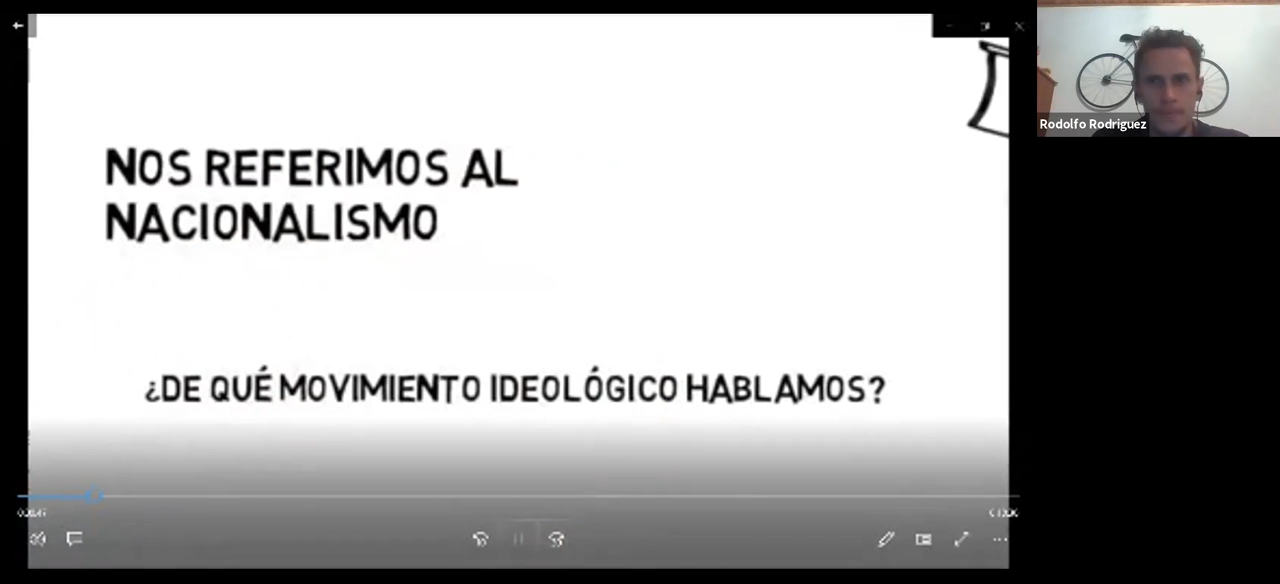 NOS REFERIMOS AL
NACIONALISMO
¿DE QUÉ MOVIMIENTO IDEOLÓGICO HABLAMOS?
Rodolfo Rodriguez